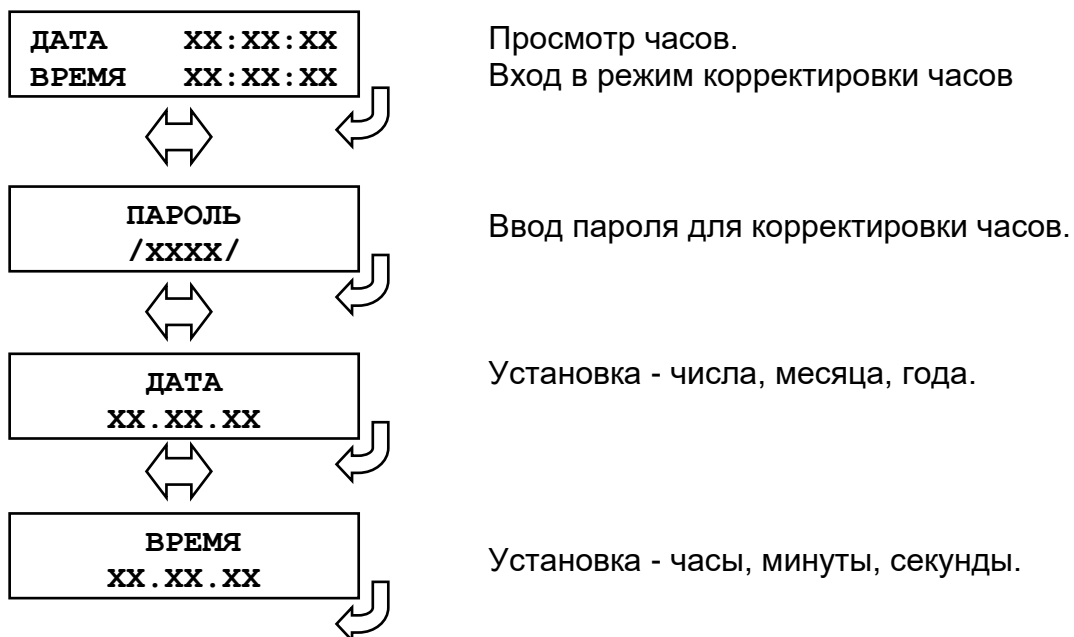 ДАТА XX:XX:XX
ВРЕМЯ XX:XX:XX
Просмотр часов.
Вход в режим корректировки часов
ПАРОЛЬ
/XXXX/
Ввод пароля для корректировки часов.
ДАТА
XX.XX.XX
Установка - числа, месяца, года.
ВРЕМЯ
XX.XX.XX
Установка - часы, минуты, секунды.